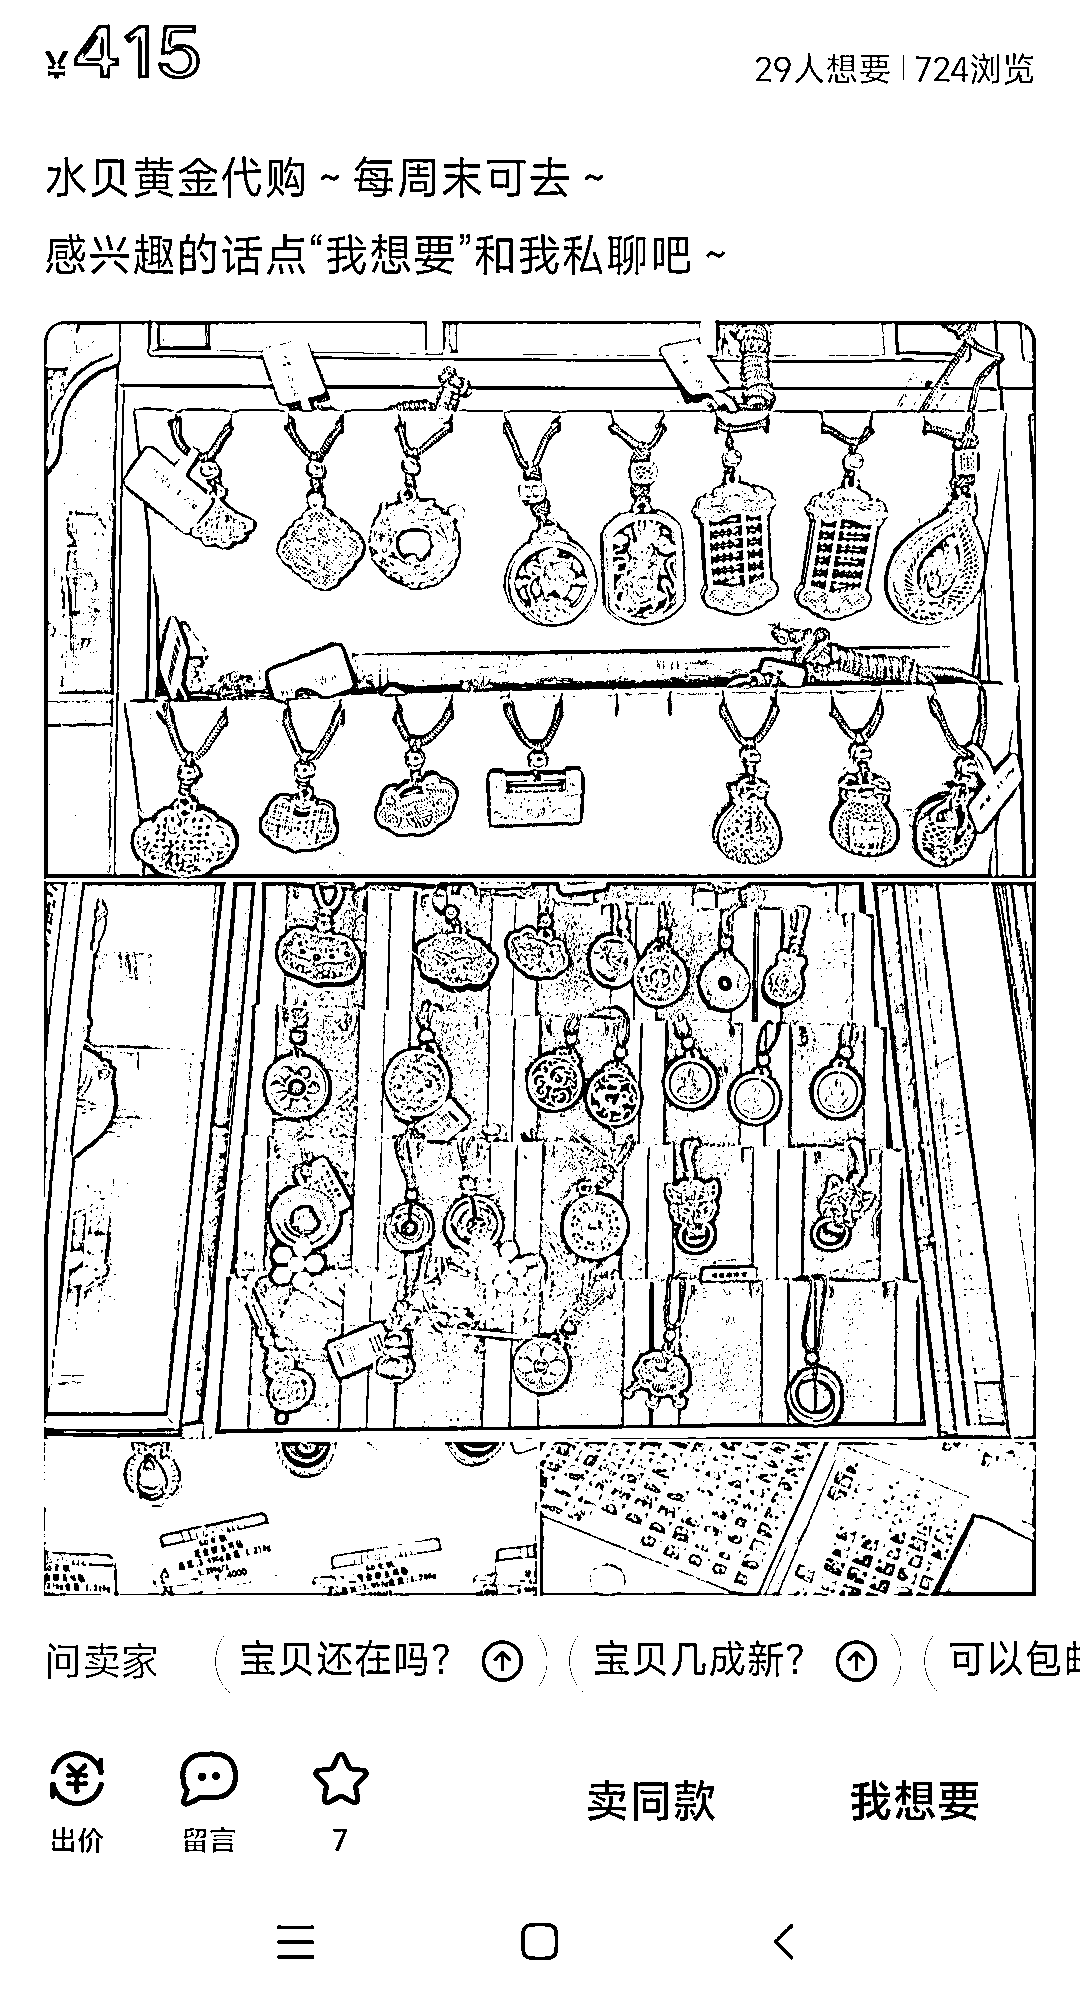 ¥415
29人想要 | 724浏览
水贝黄金代购~每周末可去~
感兴趣的话点“我想要”和我私聊吧~
问卖家 宝贝还在吗? 宝贝几成新? 可以包邮
出价 留言 7 卖同款 我想要